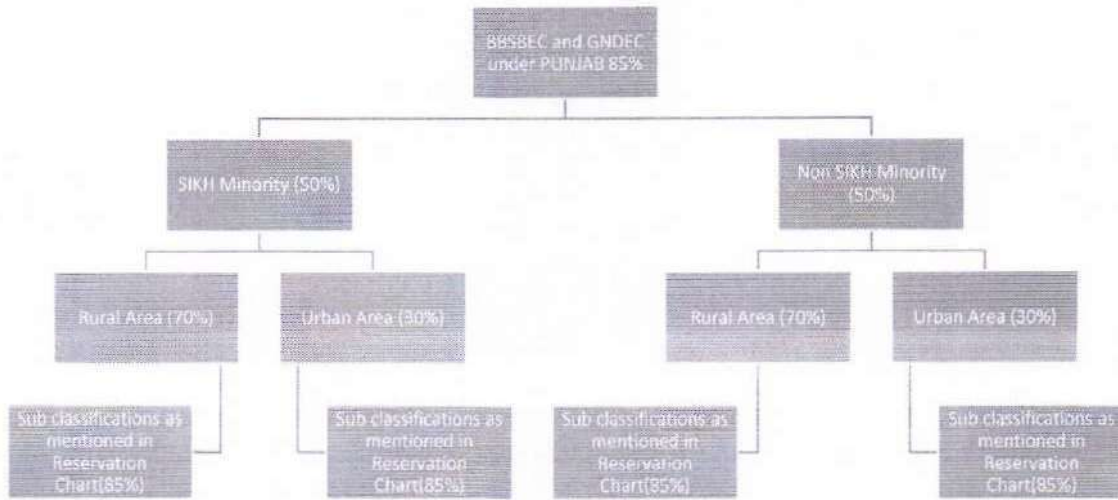 BBSBEC and GNDEC
under PUNJAB 85%
SIKH Minority (50%)
Non SIKH Minority
(50%)
Rural Area (70%)
Urban Area (30%)
Rural Area (70%)
Urban Area (30%)
Sub classifications as
mentioned in
Reservation
Chart(85%)
Sub classifications as
mentioned in
Reservation
Chart(85%)
Sub classifications as
mentioned in
Reservation
Chart(85%)
Sub classifications as
mentioned in
Reservation
Chart(85%)